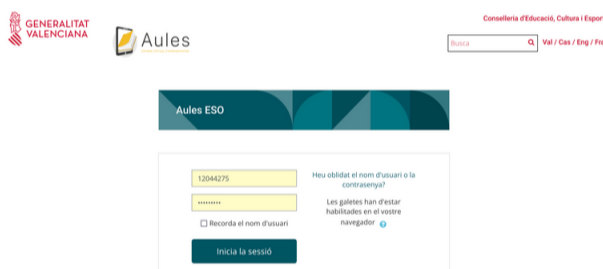 GENERALITAT
VALENCIANA
Aules
Conselleria d'Educació, Cultura i Espor
Busca
Val / Cas / Eng / Fra
Aules ESO
12044275
Heu oblidat el nom d'usuari o la
contrasenya?
•••••••••
Les galetes han d'estar
habilitades en el vostre
navegador
Recorda el nom d'usuari
Inicia la sessió